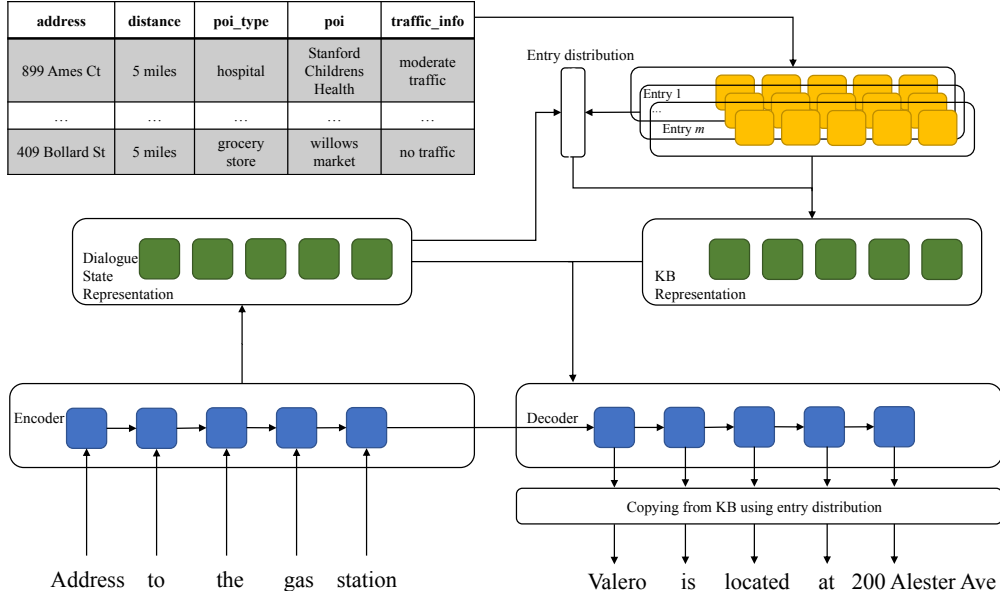 address distance poi_type poi traffic_info
899 Ames Ct 5 miles hospital Stanford Childrens Health moderate traffic
... ... ... ... ...
409 Bollard St 5 miles grocery store willows market no traffic
Entry distribution
Entry 1
...
Entry m
Dialogue
State
Representation
KB
Representation
Encoder
Decoder
Copying from KB using entry distribution
Address to the gas station
Valero is located at 200 Alester Ave